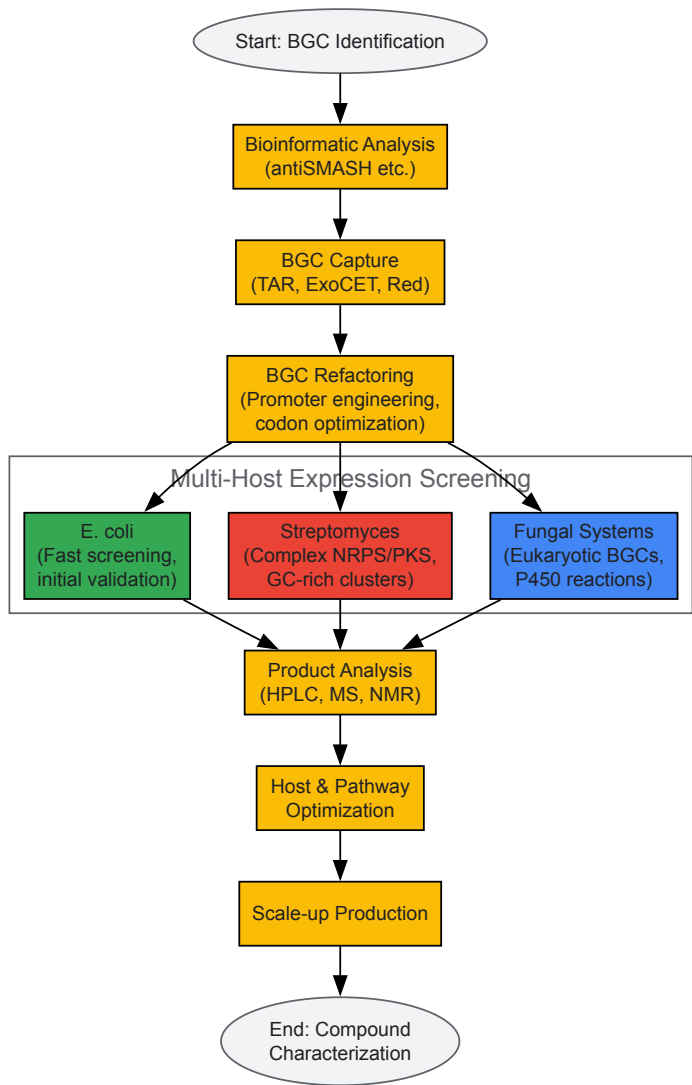 Start: BGC Identification
Bioinformatic Analysis
(antiSMASH etc.)
BGC Capture
(TAR, ExoCET, Red)
BGC Refactoring
(Promoter engineering,
codon optimization)
Multi-Host Expression Screening
E. coli
(Fast screening,
initial validation)
Streptomyces
(Complex NRPS/PKS,
GC-rich clusters)
Fungal Systems
(Eukaryotic BGCs,
P450 reactions)
Product Analysis
(HPLC, MS, NMR)
Host & Pathway
Optimization
Scale-up Production
End: Compound
Characterization